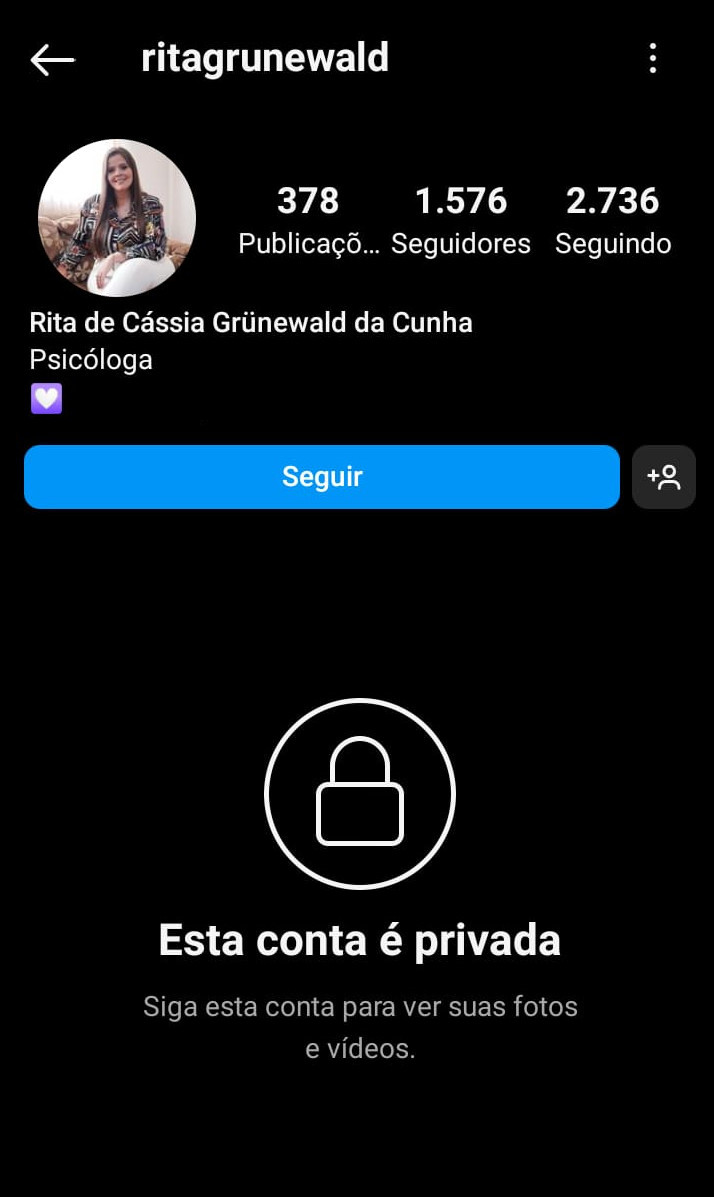 ritagrunewald
378 1.576 2.736
Publicaçõ... Seguidores Seguindo
Rita de Cássia Grünewald da Cunha
Psicóloga
Seguir
Esta conta é privada
Siga esta conta para ver suas fotos
e vídeos.